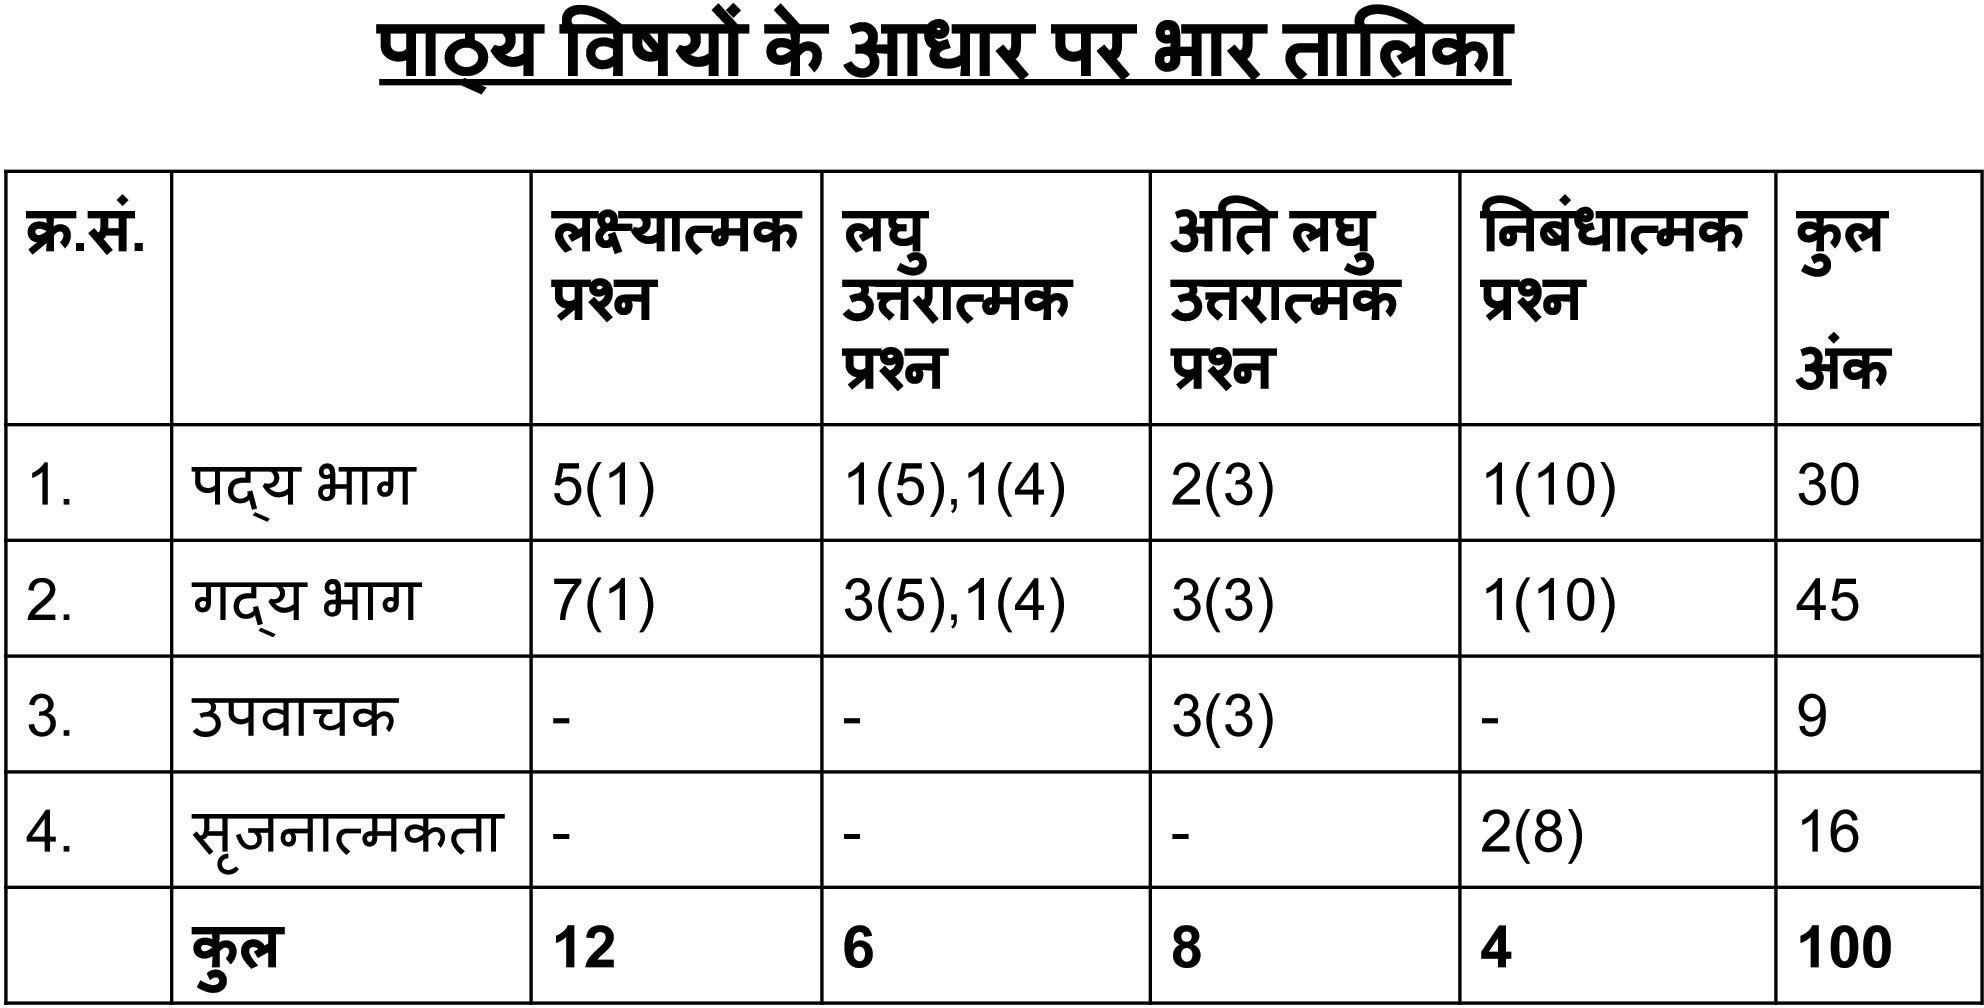 पाठ्य विषयों के आधार पर भार तालिका
क्र.सं. लक्ष्यात्मक प्रश्न लघु उत्तरात्मक प्रश्न अति लघु उत्तरात्मक प्रश्न निबंधात्मक प्रश्न कुल अंक
1. पद्य भाग 5(1) 1(5),1(4) 2(3) 1(10) 30
2. गद्य भाग 7(1) 3(5),1(4) 3(3) 1(10) 45
3. उपवाचक - - 3(3) - 9
4. सृजनात्मकता - - - 2(8) 16
कुल 12 6 8 4 100